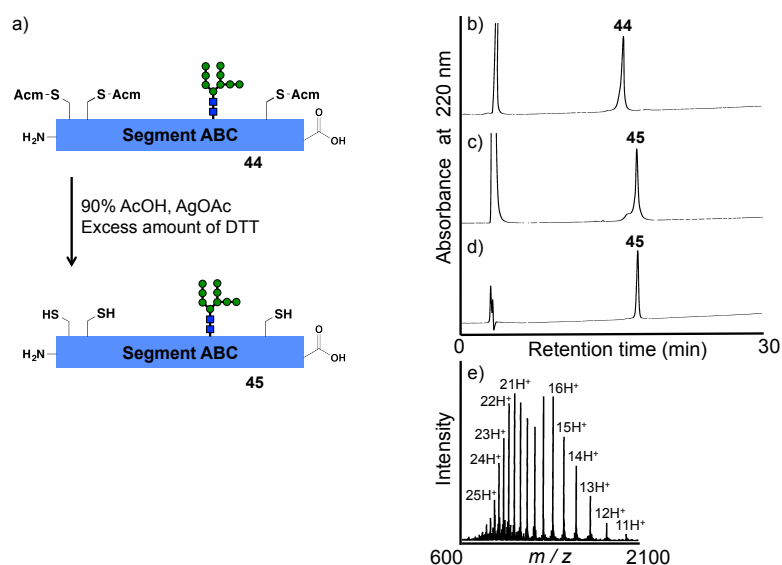 a)
Acm-S
S-Acm
S-Acm
H₂N
Segment ABC
O
OH
44
90% AcOH, AgOAc
Excess amount of DTT
HS
SH
SH
H₂N
Segment ABC
O
OH
45
b)
44
c)
45
d)
45
Absorbance at 220 nm
0
Retention time (min)
30
e)
21H⁺
16H⁺
22H⁺
23H⁺
15H⁺
24H⁺
14H⁺
25H⁺
13H⁺
12H⁺
11H⁺
Intensity
600
m / z
2100